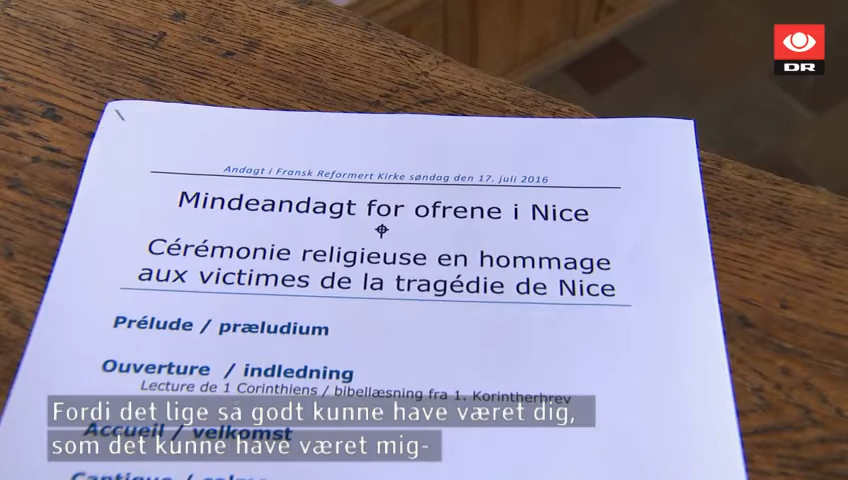 DR
Andagt i Fransk Reformert Kirke søndag den 17. juli 2016
Mindeandagt for ofrene i Nice
Cérémonie religieuse en hommage
aux victimes de la tragédie de Nice
Prélude / præludium
Ouverture / indledning
Lecture de 1 Corinthiens / bibellæsning fra 1. Korintherbrev
Fordi det lige så godt kunne have været dig,
Accueil / velkomst
som det kunne have været mig-
Cantique /